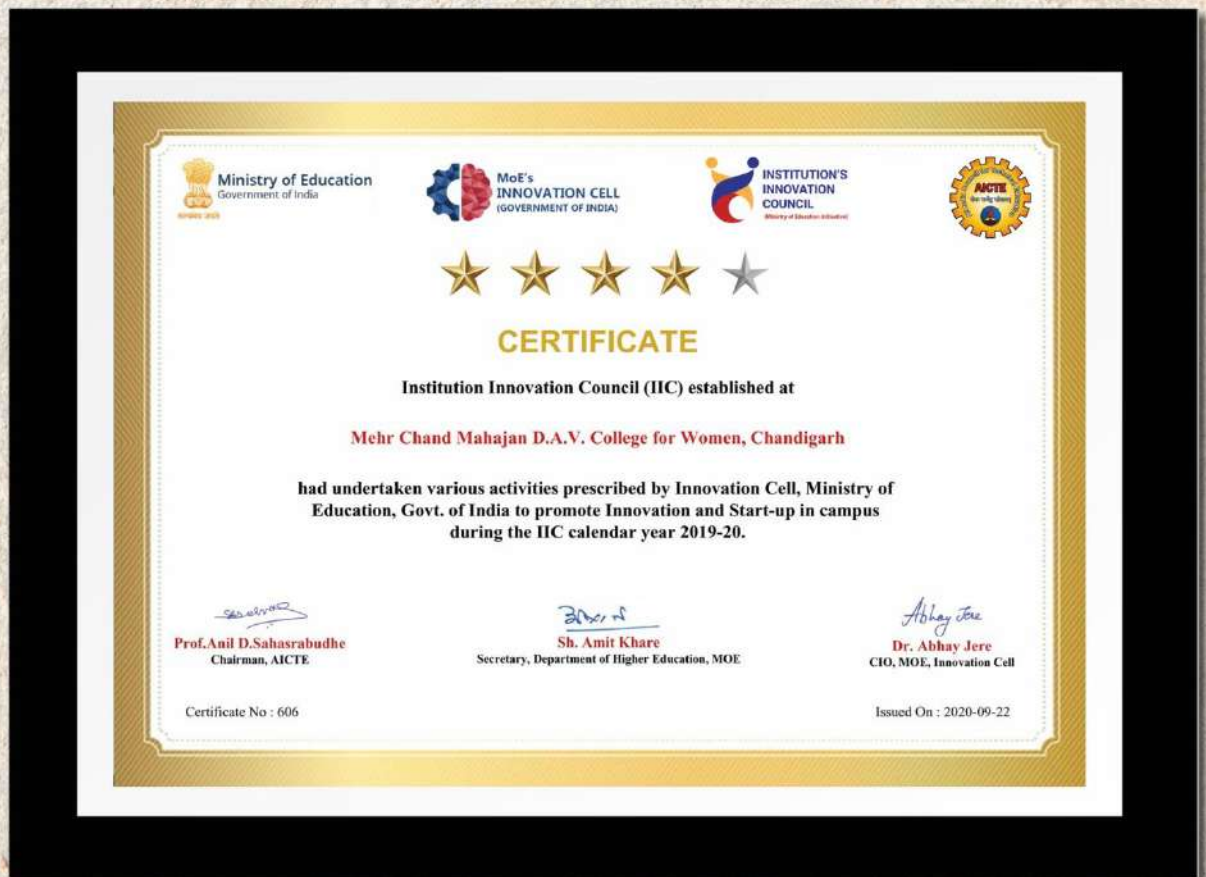 Ministry of Education
Government of India
MoE's
INNOVATION CELL
(GOVERNMENT OF INDIA)
INSTITUTION'S
INNOVATION
COUNCIL
(Ministry of Education Initiative)
AICTE
CERTIFICATE
Institution Innovation Council (IIC) established at
Mehr Chand Mahajan D.A.V. College for Women, Chandigarh
had undertaken various activities prescribed by Innovation Cell, Ministry of
Education, Govt. of India to promote Innovation and Start-up in campus
during the IIC calendar year 2019-20.
Abhay Jere
Prof.Anil D.Sahasrabudhe
Chairman, AICTE
Sh. Amit Khare
Secretary, Department of Higher Education, MOE
Dr. Abhay Jere
CIO, MOE, Innovation Cell
Certificate No : 606
Issued On : 2020-09-22